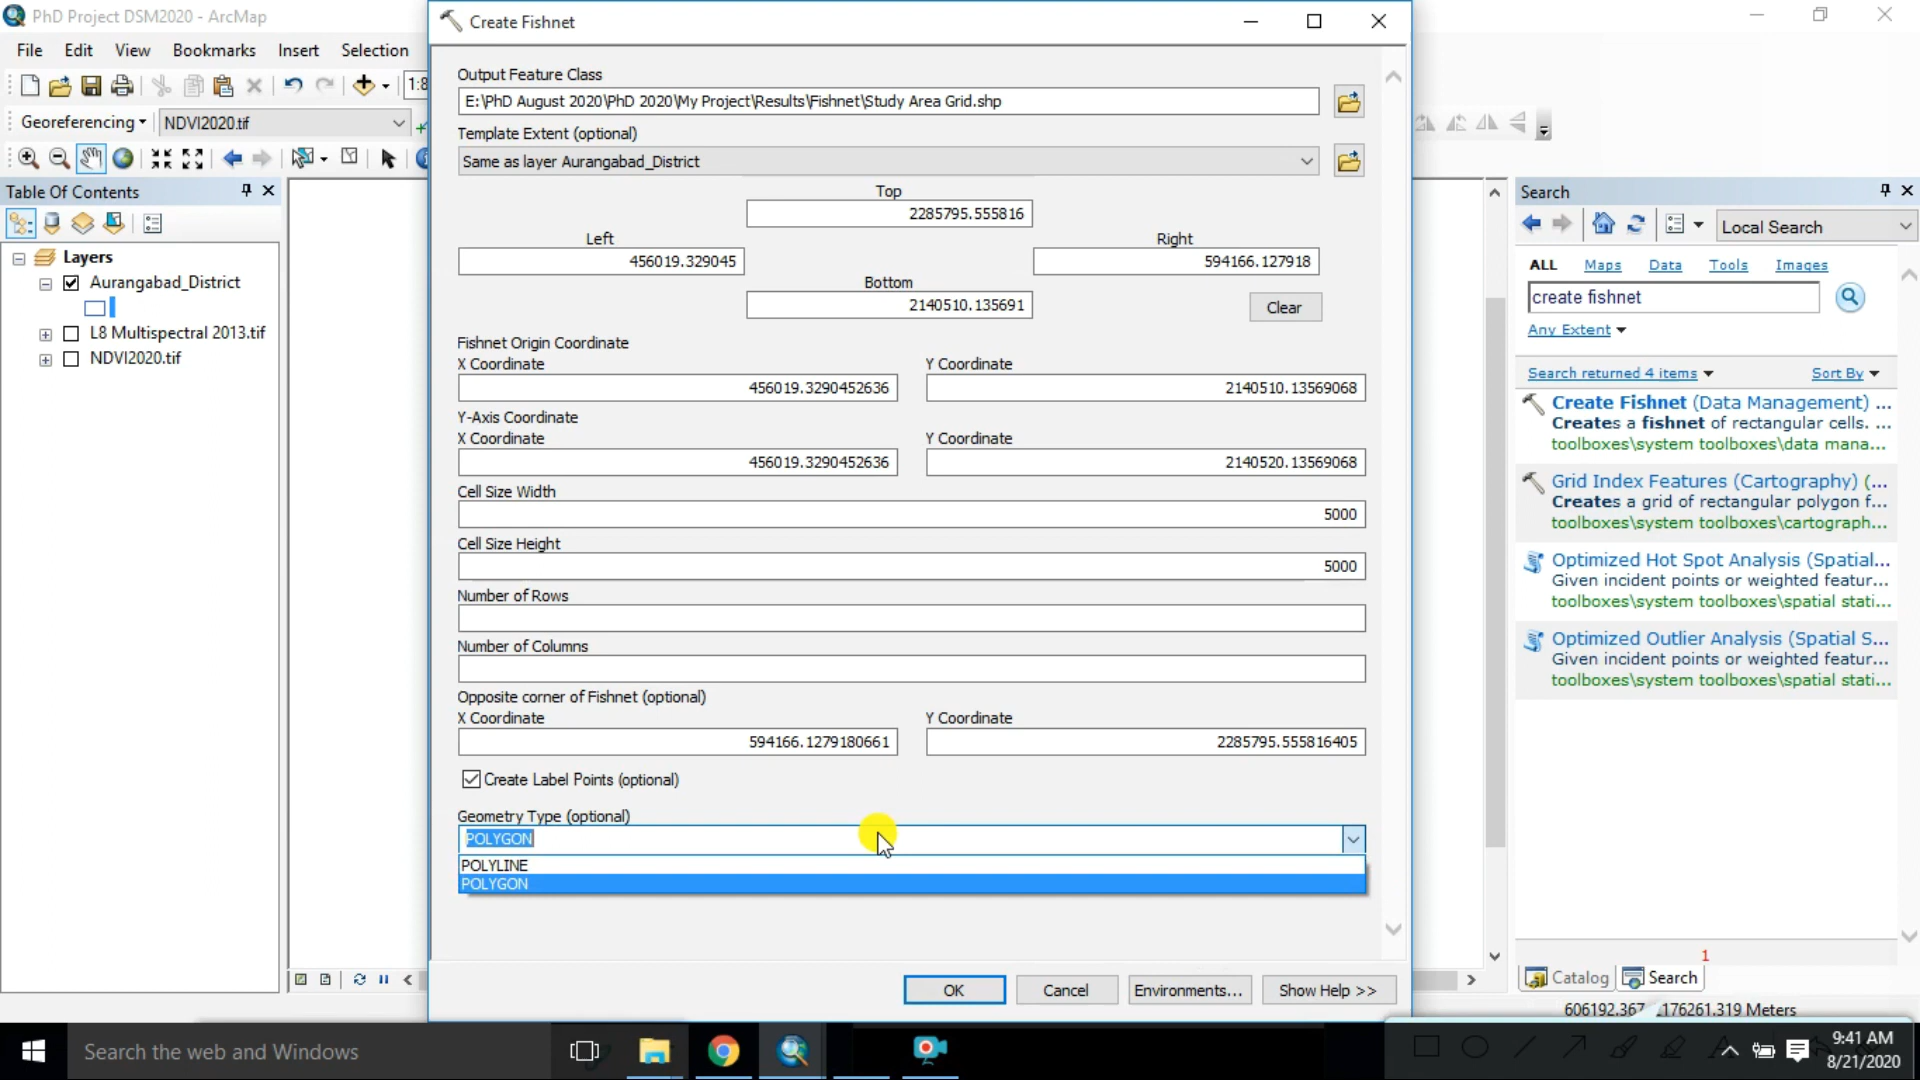 PhD Project DSM2020 - ArcMap
File Edit View Bookmarks Insert Selection
1:8
Georeferencing NDVI2020.tif
Table Of Contents
Layers
Aurangabad_District
L8 Multispectral 2013.tif
NDVI2020.tif
Create Fishnet
Output Feature Class
E:\PhD August 2020\PhD 2020\My Project\Results\Fishnet\Study Area Grid.shp
Template Extent (optional)
Same as layer Aurangabad_District
Top
2285795.555816
Left Right
456019.329045 594166.127918
Bottom
2140510.135691
Clear
Fishnet Origin Coordinate
X Coordinate Y Coordinate
456019.3290452636 2140510.13569068
Y-Axis Coordinate
X Coordinate Y Coordinate
456019.3290452636 2140520.13569068
Cell Size Width
5000
Cell Size Height
5000
Number of Rows
Number of Columns
Opposite corner of Fishnet (optional)
X Coordinate Y Coordinate
594166.1279180661 2285795.555816405
Create Label Points (optional)
Geometry Type (optional)
POLYGON
POLYLINE
POLYGON
OK Cancel Environments... Show Help >>
Search
Local Search
ALL Maps Data Tools Images
create fishnet
Any Extent
Search returned 4 items Sort By
Create Fishnet (Data Management) ...
Creates a fishnet of rectangular cells. ...
toolboxes\system toolboxes\data mana...
Grid Index Features (Cartography) (...
Creates a grid of rectangular polygon f...
toolboxes\system toolboxes\cartograph...
Optimized Hot Spot Analysis (Spatial...
Given incident points or weighted featur...
toolboxes\system toolboxes\spatial stati...
Optimized Outlier Analysis (Spatial S...
Given incident points or weighted featur...
toolboxes\system toolboxes\spatial stati...
1
Catalog Search
Meters
Search the web and Windows
9:41 AM
8/21/2020